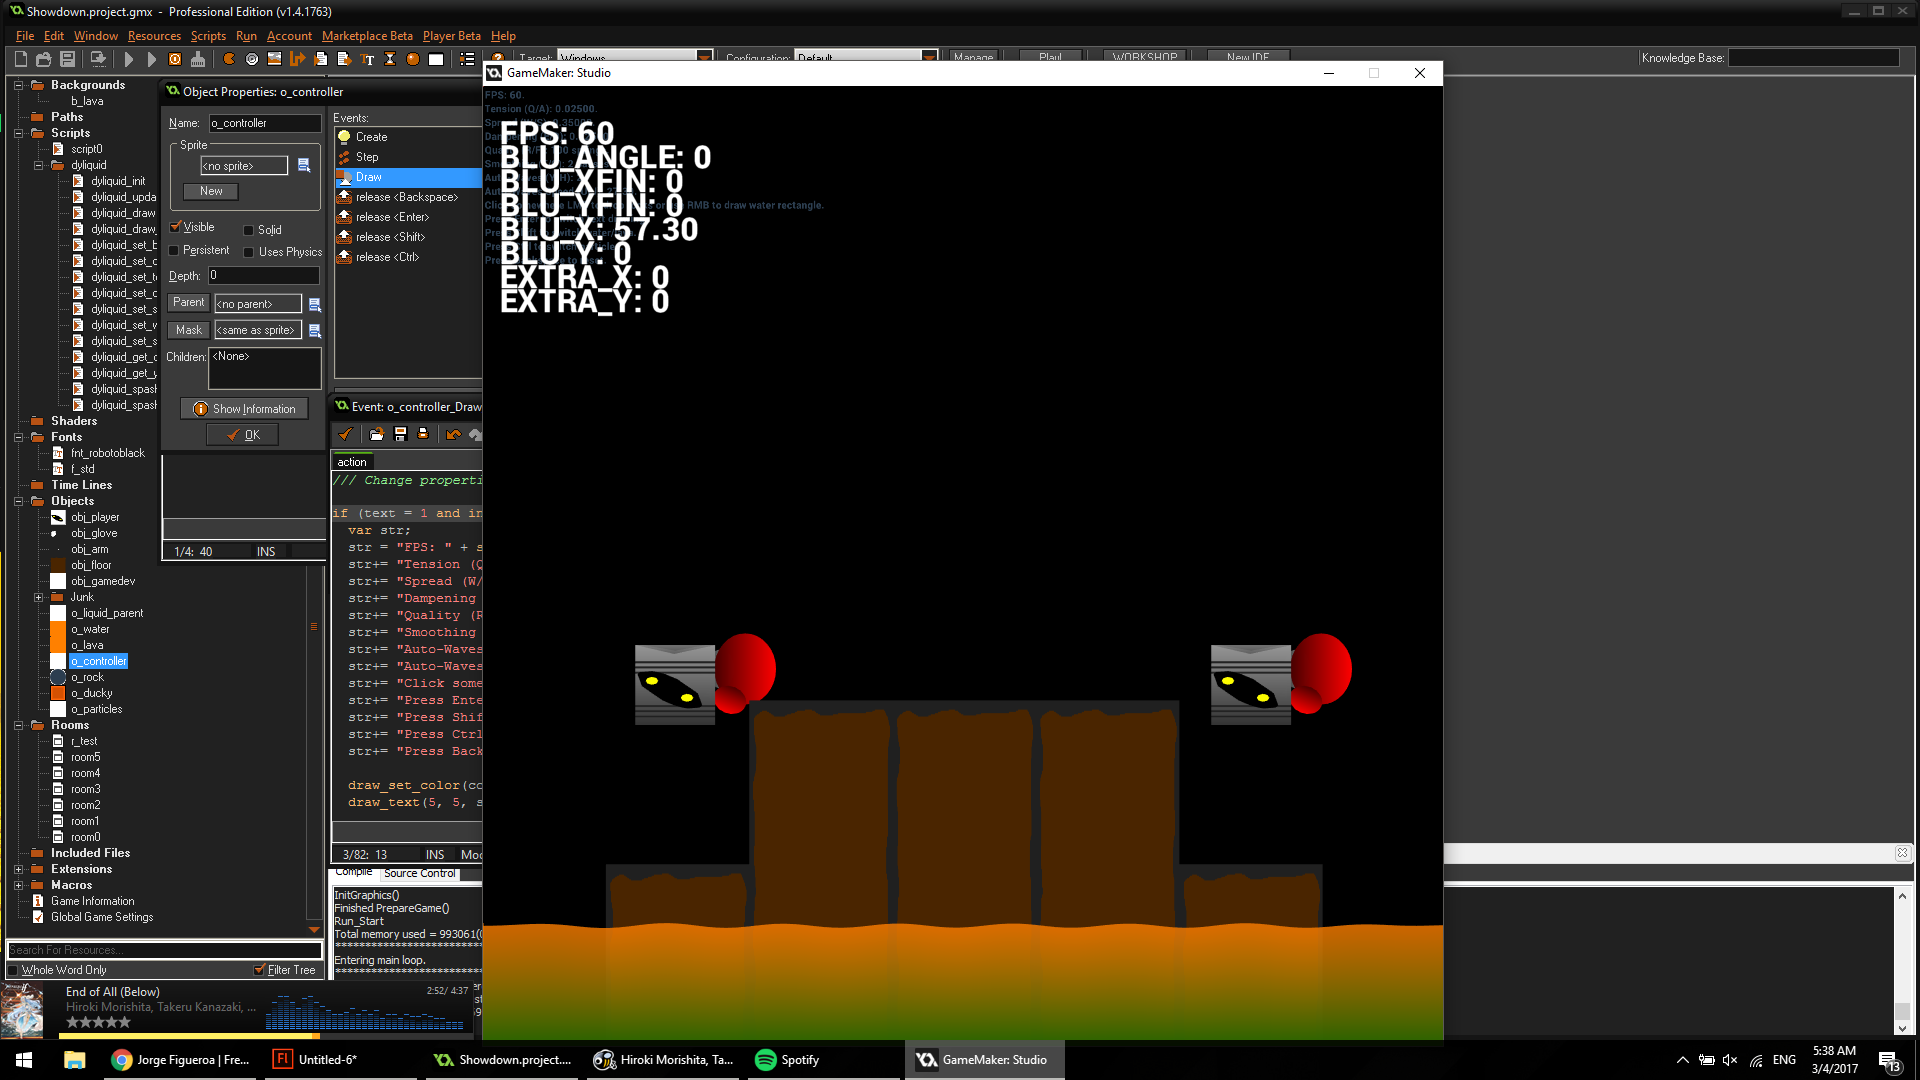 Showdown.project.gmx - Professional Edition (v1.4.1763)
File Edit Window Resources Scripts Run Account Marketplace Beta Player Beta Help
Target: Windows Configuration: Default Manage Play! WORKSHOP New IDE Knowledge Base:
Backgrounds
b_lava
Paths
Scripts
script0
dyliquid
dyliquid_init
dyliquid_upda
dyliquid_draw
dyliquid_draw_
dyliquid_set_b
dyliquid_set_c
dyliquid_set_te
dyliquid_set_c
dyliquid_set_s
dyliquid_set_w
dyliquid_set_s
dyliquid_get_c
dyliquid_get_y
dyliquid_spash
dyliquid_spash
Shaders
Fonts
fnt_robotoblack
f_std
Time Lines
Objects
obj_player
obj_glove
obj_arm
obj_floor
obj_gamedev
Junk
o_liquid_parent
o_water
o_lava
o_controller
o_rock
o_ducky
o_particles
Rooms
r_test
room5
room4
room3
room2
room1
room0
Included Files
Extensions
Macros
Game Information
Global Game Settings
Search For Resources...
Whole Word Only Filter Tree
Object Properties: o_controller
Name: o_controller
Sprite
<no sprite>
New
Visible Solid
Persistent Uses Physics
Depth: 0
Parent <no parent>
Mask <same as sprite>
Children: <None>
Show Information
OK
1/4: 40 INS
Events:
Create
Step
Draw
release <Backspace>
release <Enter>
release <Shift>
release <Ctrl>
Event: o_controller_Draw
action
/// Change properti
if (text = 1 and in
var str;
str = "FPS: " + s
str+= "Tension (Q
str+= "Spread (W/
str+= "Dampening
str+= "Quality (R
str+= "Smoothing
str+= "Auto-Waves
str+= "Auto-Waves
str+= "Click some
str+= "Press Ente
str+= "Press Shif
str+= "Press Ctrl
str+= "Press Back
draw_set_color(co
draw_text(5, 5, s
3/82: 13 INS Mod
Compile Source Control
InitGraphics()
Finished PrepareGame()
Run_Start
Total memory used = 993061(
Entering main loop.
GameMaker: Studio
FPS: 60.
Tension (Q/A): 0.02500.
FPS: 60
BLU_ANGLE: 0
BLU_XFIN: 0
BLU_YFIN: 0
RMB to draw water rectangle.
BLU_X: 57.30
BLU_Y: 0
EXTRA_X: 0
EXTRA_Y: 0
End of All (Below) 2:52/ 4:37
Hiroki Morishita, Takeru Kanazaki, ...
Jorge Figueroa | Fre... Untitled-6* Showdown.project.... Hiroki Morishita, Ta... Spotify GameMaker: Studio
ENG 5:38 AM
3/4/2017
13